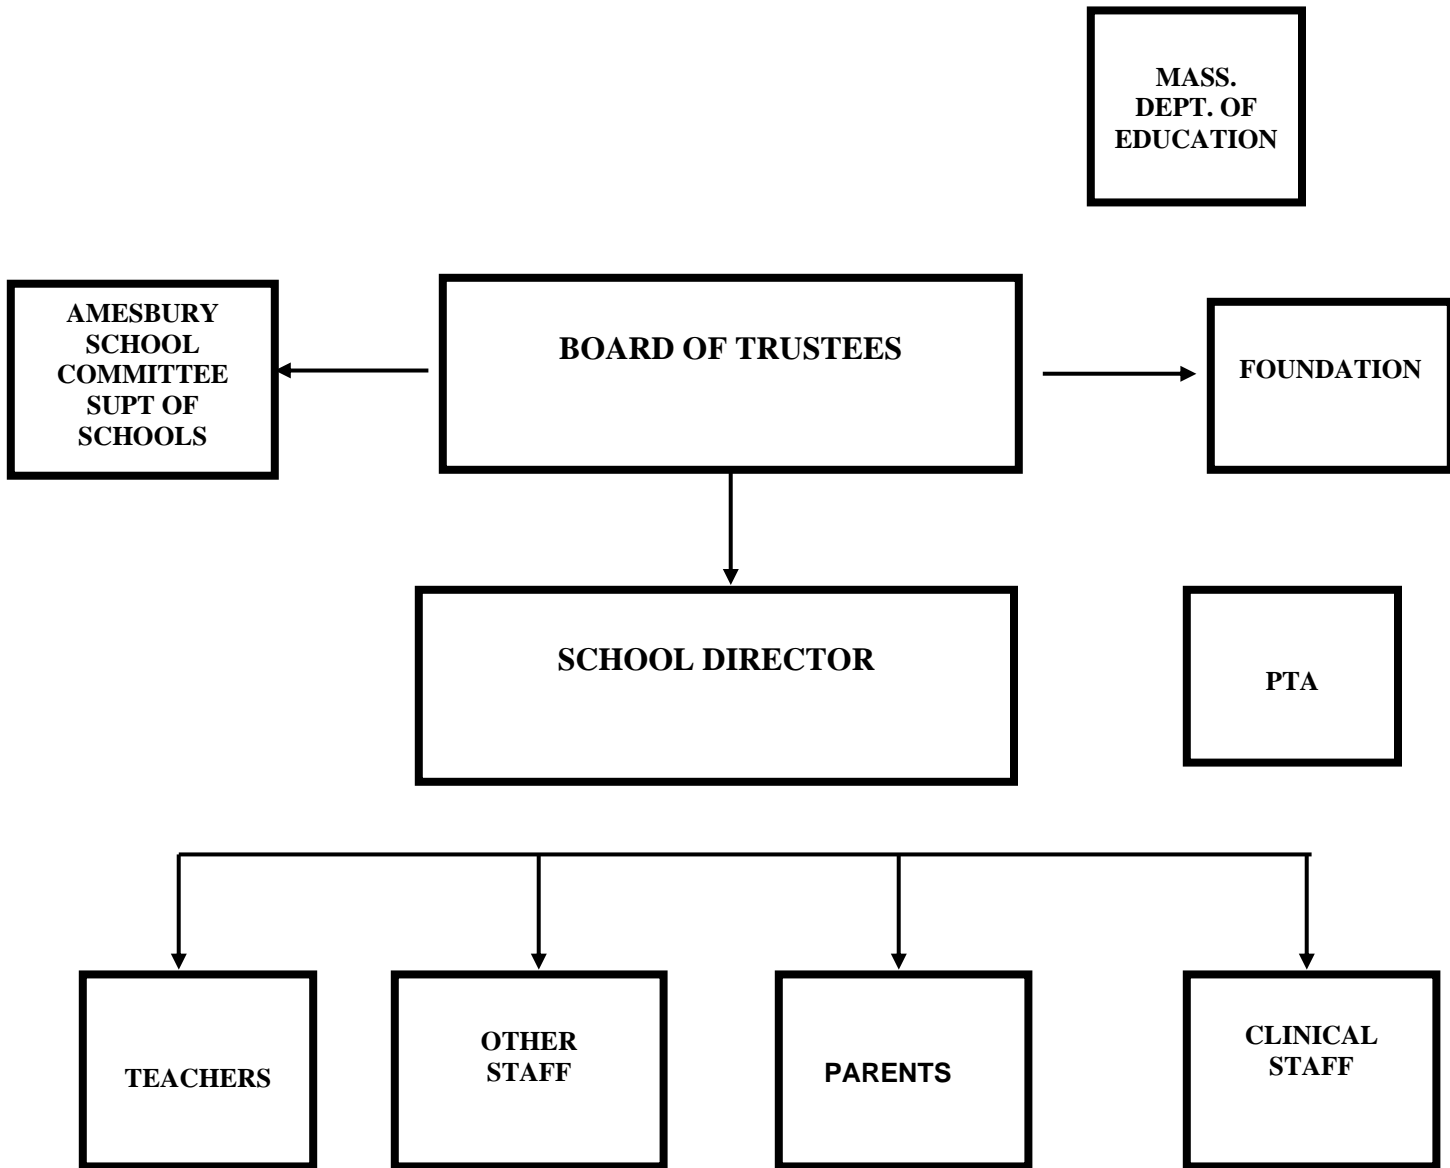 MASS.
DEPT. OF
EDUCATION
AMESBURY
SCHOOL
COMMITTEE
SUPT OF
SCHOOLS
BOARD OF TRUSTEES
FOUNDATION
SCHOOL DIRECTOR
PTA
TEACHERS
OTHER
STAFF
PARENTS
CLINICAL
STAFF